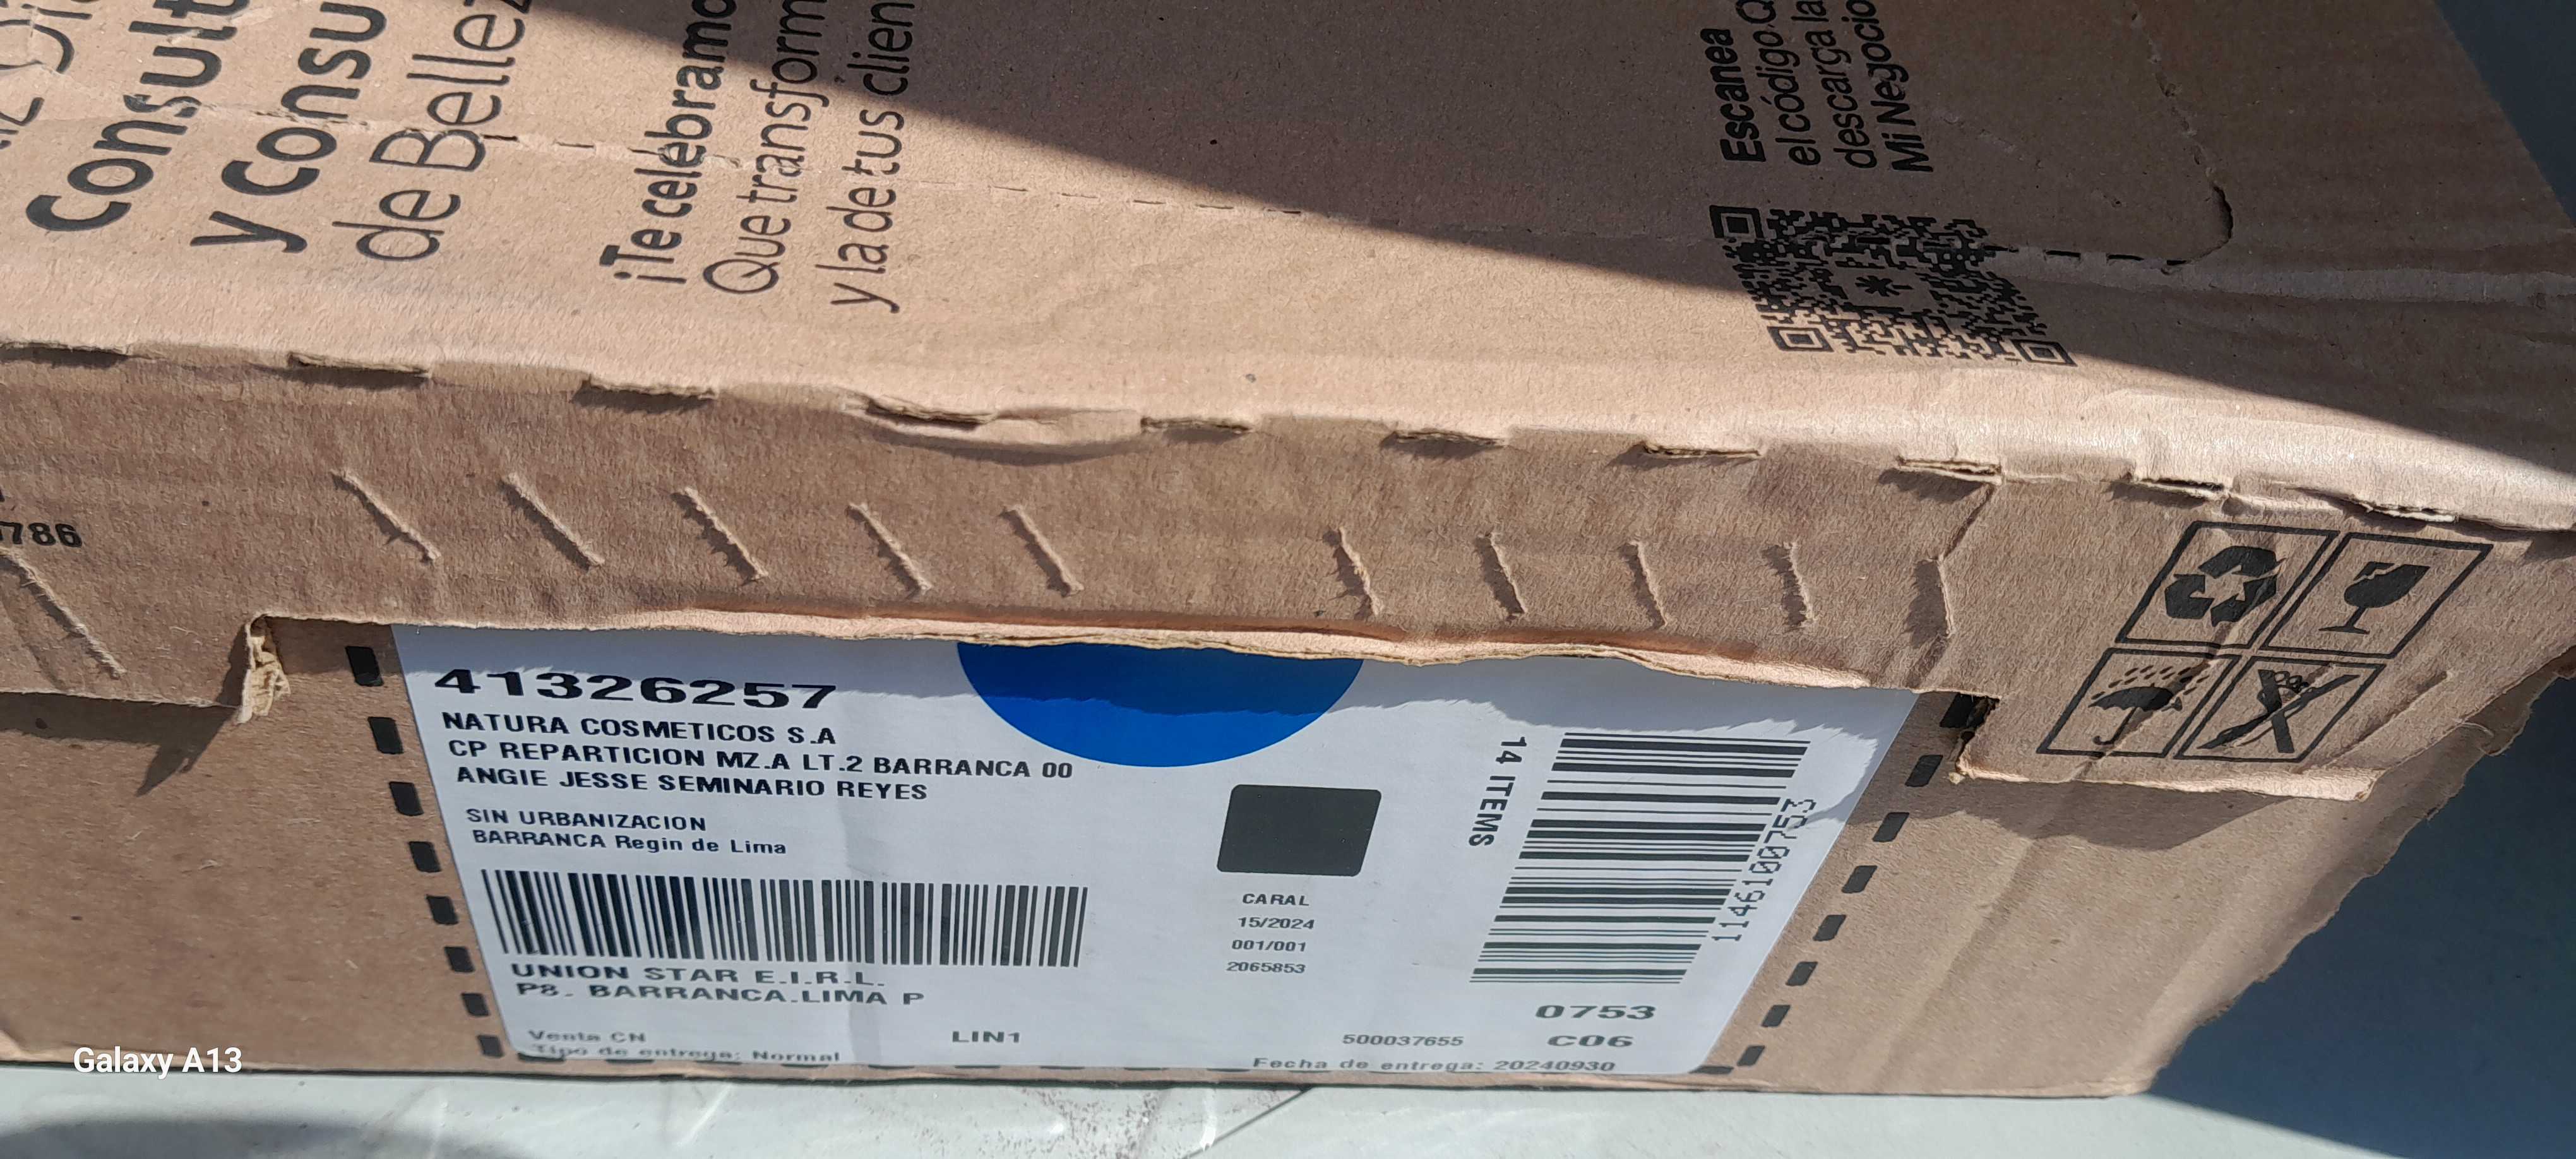 Consult
y Consu
de Bellez
¡Te celebramo
Que transform
y la de tus clien
Escanea
el código Q
descarga la
Mi Negocio
786
41326257
NATURA COSMETICOS S.A
CP REPARTICION MZ.A LT.2 BARRANCA 00
ANGIE JESSE SEMINARIO REYES
SIN URBANIZACION
BARRANCA Regin de Lima
UNION STAR E.I.R.L.
P8. BARRANCA.LIMA P
Venta CN
Tipo de entrega: Normal
LIN1
CARAL
15/2024
001/001
2065853
14 ITEMS
1146100753
0753
500037655
C06
Fecha de entrega: 20240930
Galaxy A13